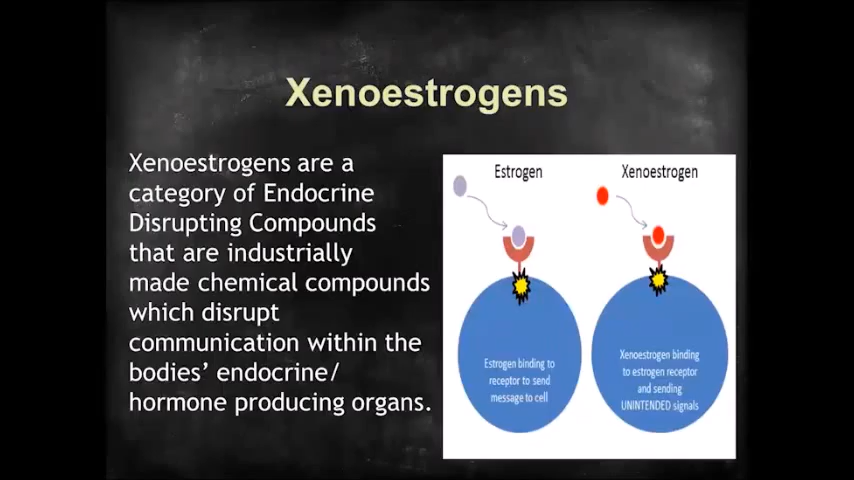 Xenoestrogens
Xenoestrogens are a
category of Endocrine
Disrupting Compounds
that are industrially
made chemical compounds
which disrupt
communication within the
bodies’ endocrine/
hormone producing organs.
Estrogen
Xenoestrogen
Estrogen binding to
receptor to send
message to cell
Xenoestrogen binding
to estrogen receptor
and sending
UNINTENDED signals